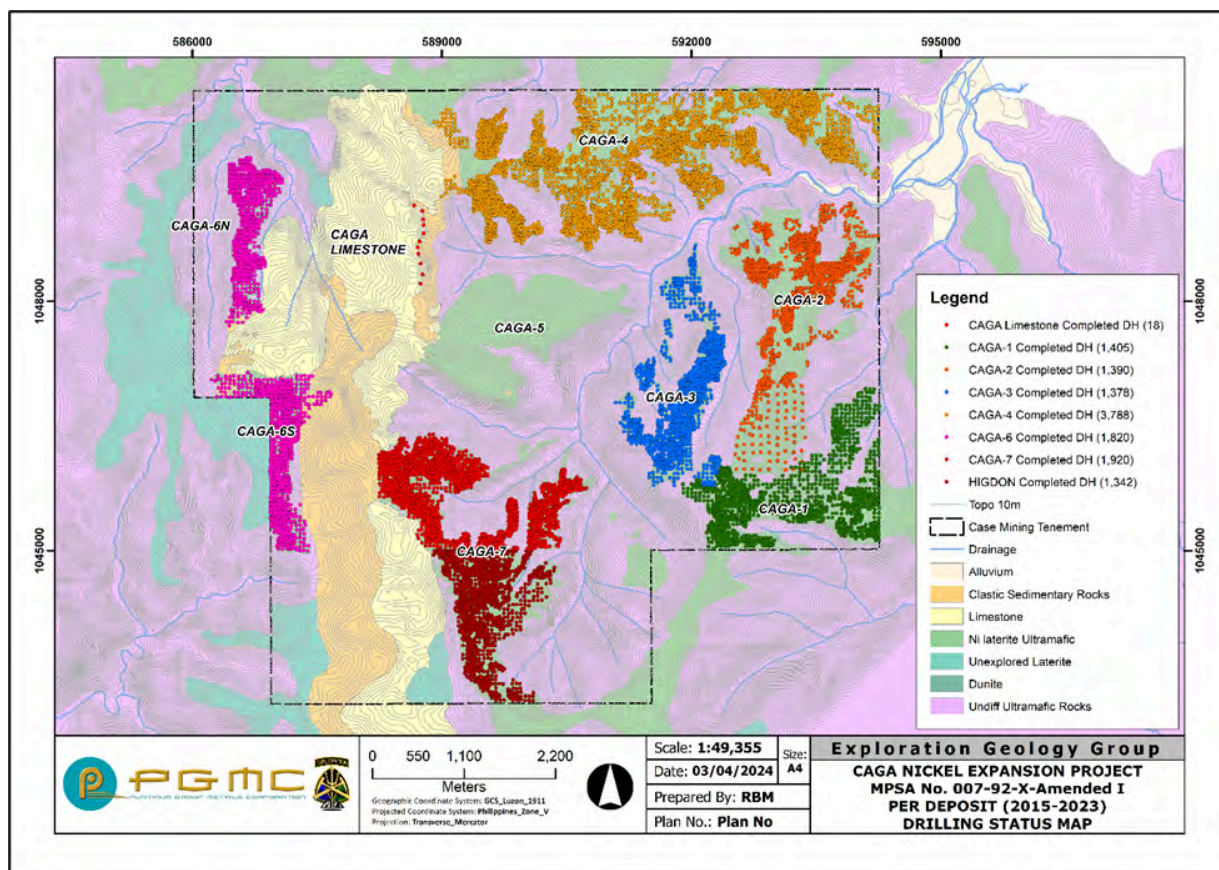 586000 589000 592000 595000
CAGA-4
CAGA-6N
CAGA
LIMESTONE
1048000
1048000
CAGA-2
CAGA-5
CAGA-3
CAGA-6S
CAGA-1
CAGA-7
1045000
1045000
Legend
CAGA Limestone Completed DH (18)
CAGA-1 Completed DH (1,405)
CAGA-2 Completed DH (1,390)
CAGA-3 Completed DH (1,378)
CAGA-4 Completed DH (3,788)
CAGA-6 Completed DH (1,820)
CAGA-7 Completed DH (1,920)
HIGDON Completed DH (1,342)
Topo 10m
Case Mining Tenement
Drainage
Alluvium
Clastic Sedimentary Rocks
Limestone
Ni laterite Ultramafic
Unexplored Laterite
Dunite
Undiff Ultramafic Rocks
PGMC
PLATINUM GROUP METALS CORPORATION
0 550 1,100 2,200
Meters
Geographic Coordinate System: GCS_Luzon_1911
Projected Coordinate System: Philippines_Zone_V
Projection: Transverse_Mercator
Scale: 1:49,355
Size:
A4
Date: 03/04/2024
Prepared By: RBM
Plan No.: Plan No
Exploration Geology Group
CAGA NICKEL EXPANSION PROJECT
MPSA No. 007-92-X-Amended I
PER DEPOSIT (2015-2023)
DRILLING STATUS MAP